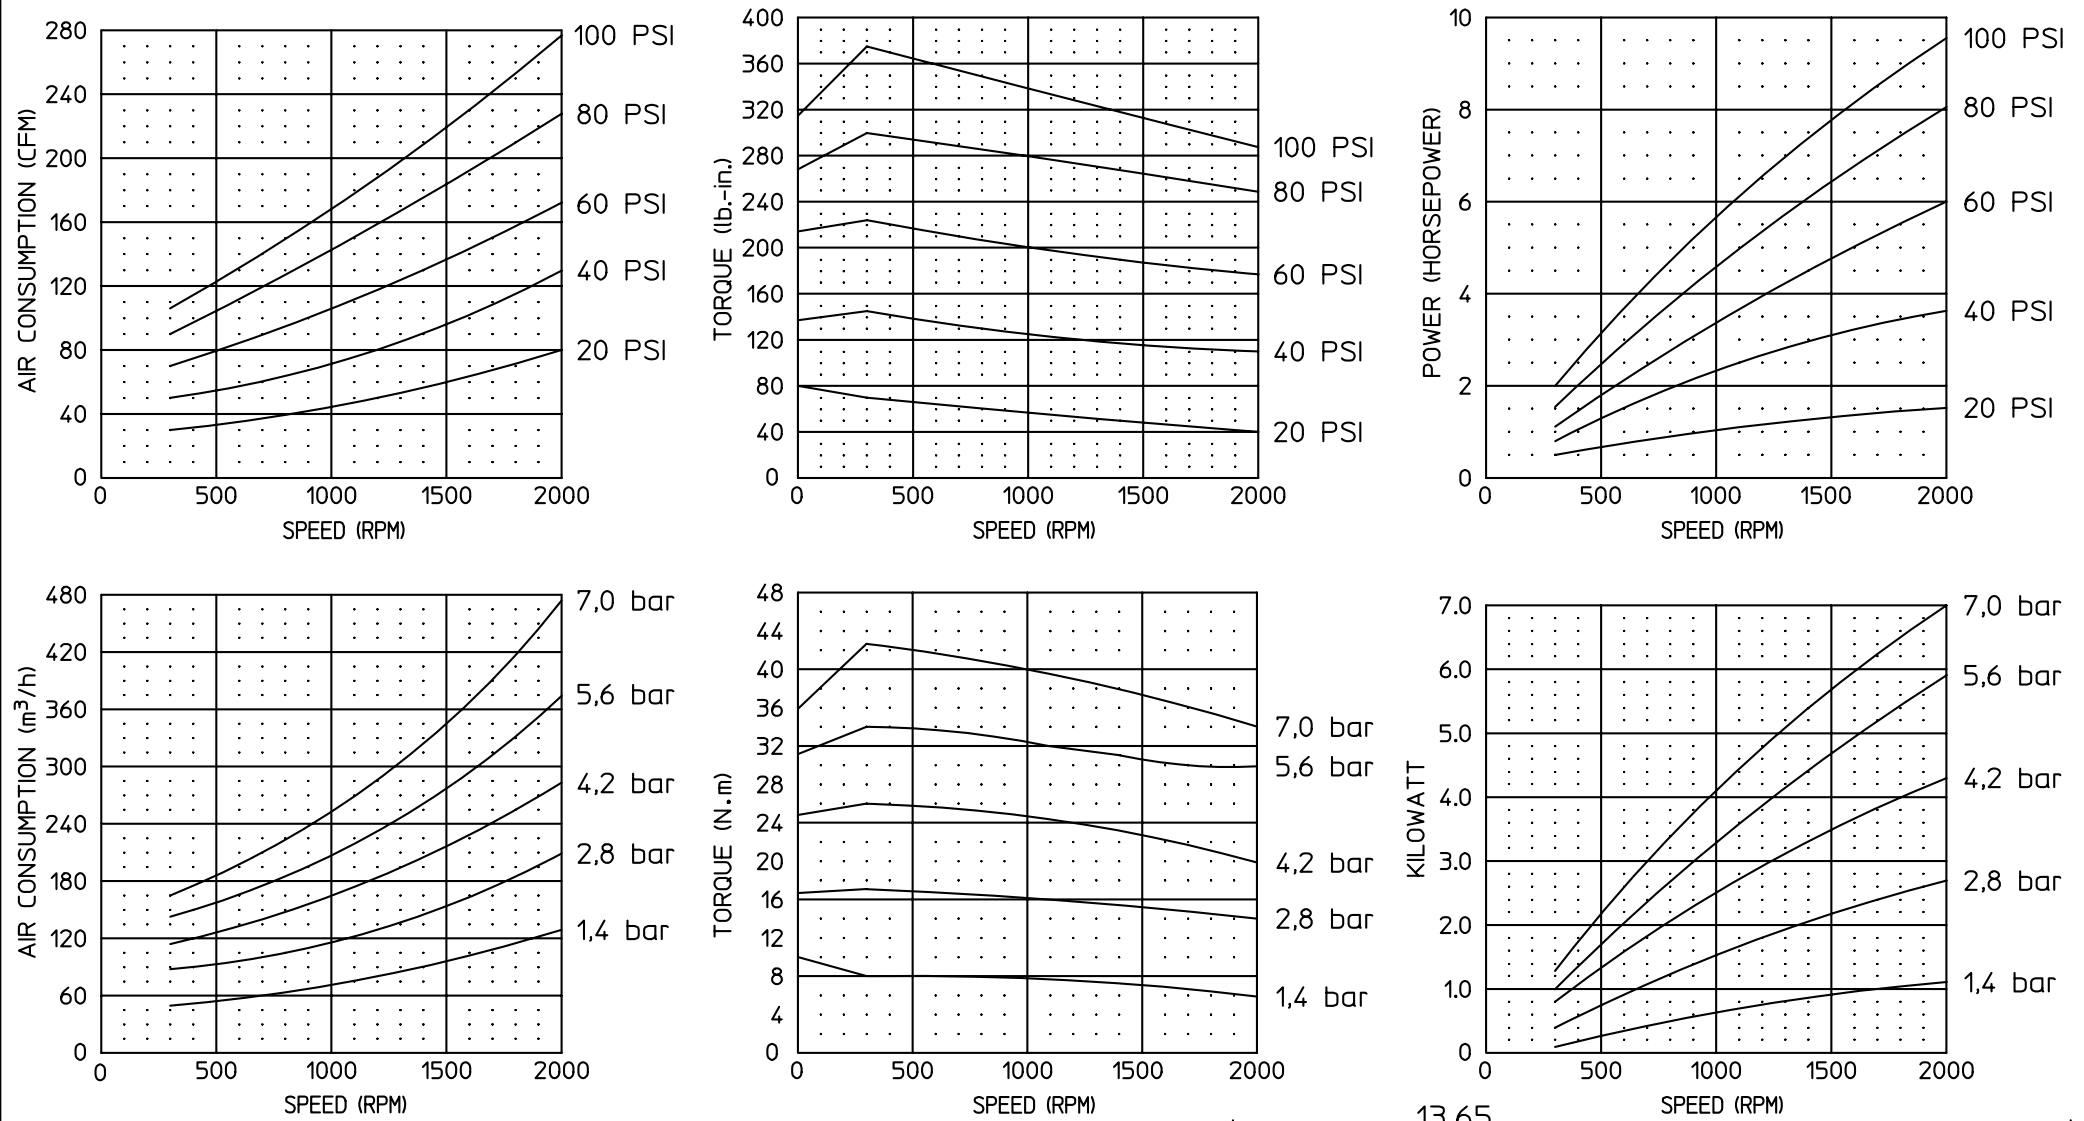 AIR CONSUMPTION (CFM)
280
240
200
160
120
80
40
0
0 500 1000 1500 2000
SPEED (RPM)
100 PSI
80 PSI
60 PSI
40 PSI
20 PSI
TORQUE (lb.-in.)
400
360
320
280
240
200
160
120
80
40
0
0 500 1000 1500 2000
SPEED (RPM)
100 PSI
80 PSI
60 PSI
40 PSI
20 PSI
POWER (HORSEPOWER)
10
8
6
4
2
0
0 500 1000 1500 2000
SPEED (RPM)
100 PSI
80 PSI
60 PSI
40 PSI
20 PSI
AIR CONSUMPTION (m³/h)
480
420
360
300
240
180
120
60
0
0 500 1000 1500 2000
SPEED (RPM)
7,0 bar
5,6 bar
4,2 bar
2,8 bar
1,4 bar
TORQUE (N.m)
48
44
40
36
32
28
24
20
16
12
8
4
0
0 500 1000 1500 2000
SPEED (RPM)
7,0 bar
5,6 bar
4,2 bar
2,8 bar
1,4 bar
KILOWATT
7.0
6.0
5.0
4.0
3.0
2.0
1.0
0
0 500 1000 1500 2000
SPEED (RPM)
7,0 bar
5,6 bar
4,2 bar
2,8 bar
1,4 bar
13.65